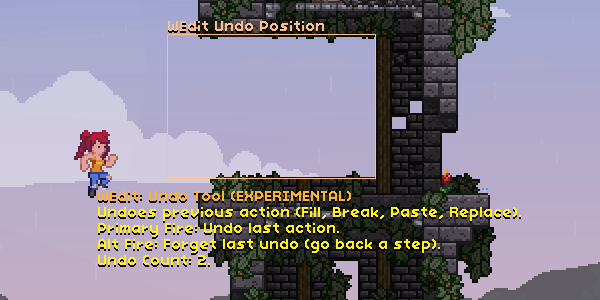 WEdit Undo Position
WEdit: Undo Tool (EXPERIMENTAL)
Undoes previous action (Fill, Break, Paste, Replace).
Primary Fire: Undo last action.
Alt Fire: Forget last undo (go back a step).
Undo Count: 2.